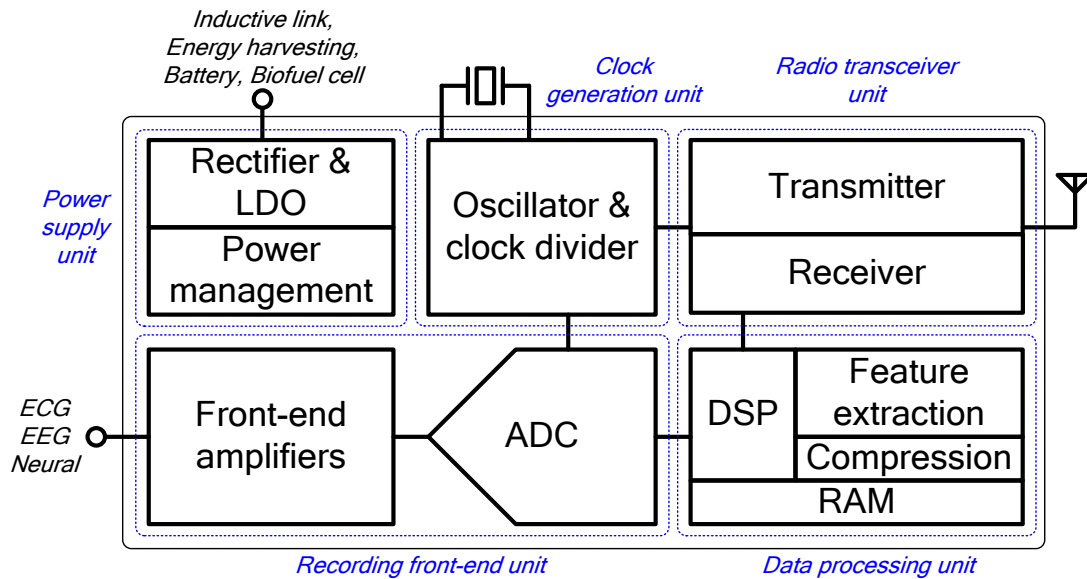 Inductive link,
Energy harvesting,
Battery, Biofuel cell
Clock
generation unit
Radio transceiver
unit
Power
supply
unit
Rectifier &
LDO
Power
management
Oscillator &
clock divider
Transmitter
Receiver
ECG
EEG
Neural
Front-end
amplifiers
ADC
DSP
Feature
extraction
Compression
RAM
Recording front-end unit
Data processing unit